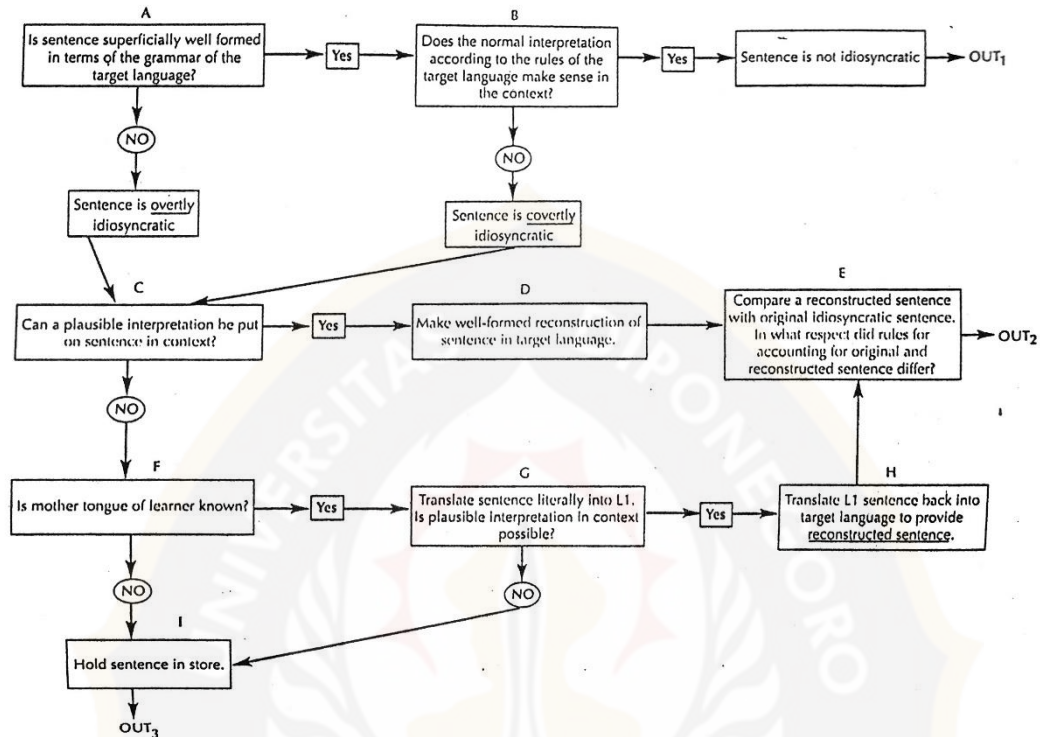 A
Is sentence superficially well formed
in terms of the grammar of the
target language?
Yes
B
Does the normal interpretation
according to the rules of the
target language make sense in
the context?
Yes
Sentence is not idiosyncratic
OUT1
NO
NO
Sentence is overtly
idiosyncratic
Sentence is covertly
idiosyncratic
C
Can a plausible interpretation be put
on sentence in context?
Yes
D
Make well-formed reconstruction of
sentence in target language.
E
Compare a reconstructed sentence
with original idiosyncratic sentence.
In what respect did rules for
accounting for original and
reconstructed sentence differ?
OUT2
NO
F
Is mother tongue of learner known?
Yes
G
Translate sentence literally into L1.
Is plausible interpretation in context
possible?
Yes
H
Translate L1 sentence back into
target language to provide
reconstructed sentence.
NO
NO
I
Hold sentence in store.
OUT3
UNIVERSITAS DIPONEGORO